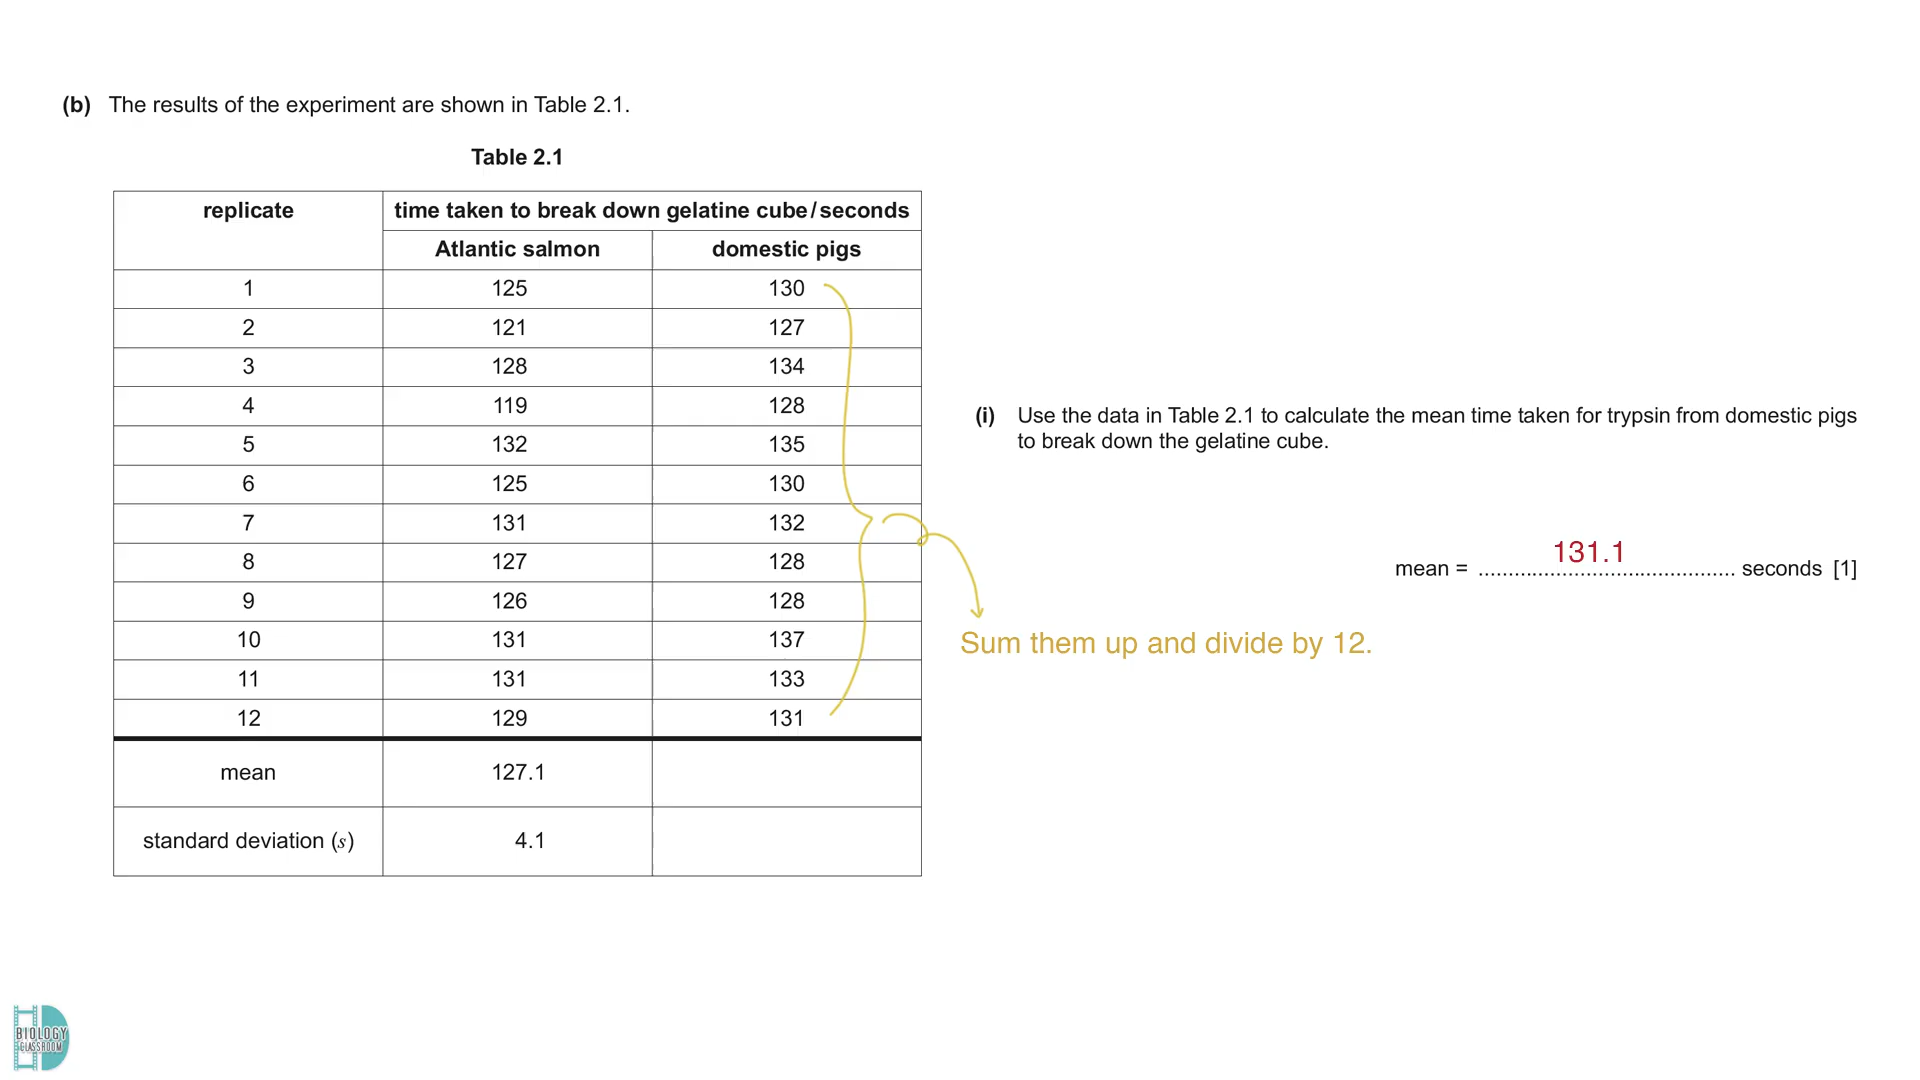 (b) The results of the experiment are shown in Table 2.1.
Table 2.1
replicate time taken to break down gelatine cube/seconds
Atlantic salmon domestic pigs
1 125 130
2 121 127
3 128 134
4 119 128
5 132 135
6 125 130
7 131 132
8 127 128
9 126 128
10 131 137
11 131 133
12 129 131
mean 127.1
standard deviation (s) 4.1
(i) Use the data in Table 2.1 to calculate the mean time taken for trypsin from domestic pigs
to break down the gelatine cube.
131.1
mean = ........................................... seconds [1]
Sum them up and divide by 12.
BIOLOGY
CLASSROOM